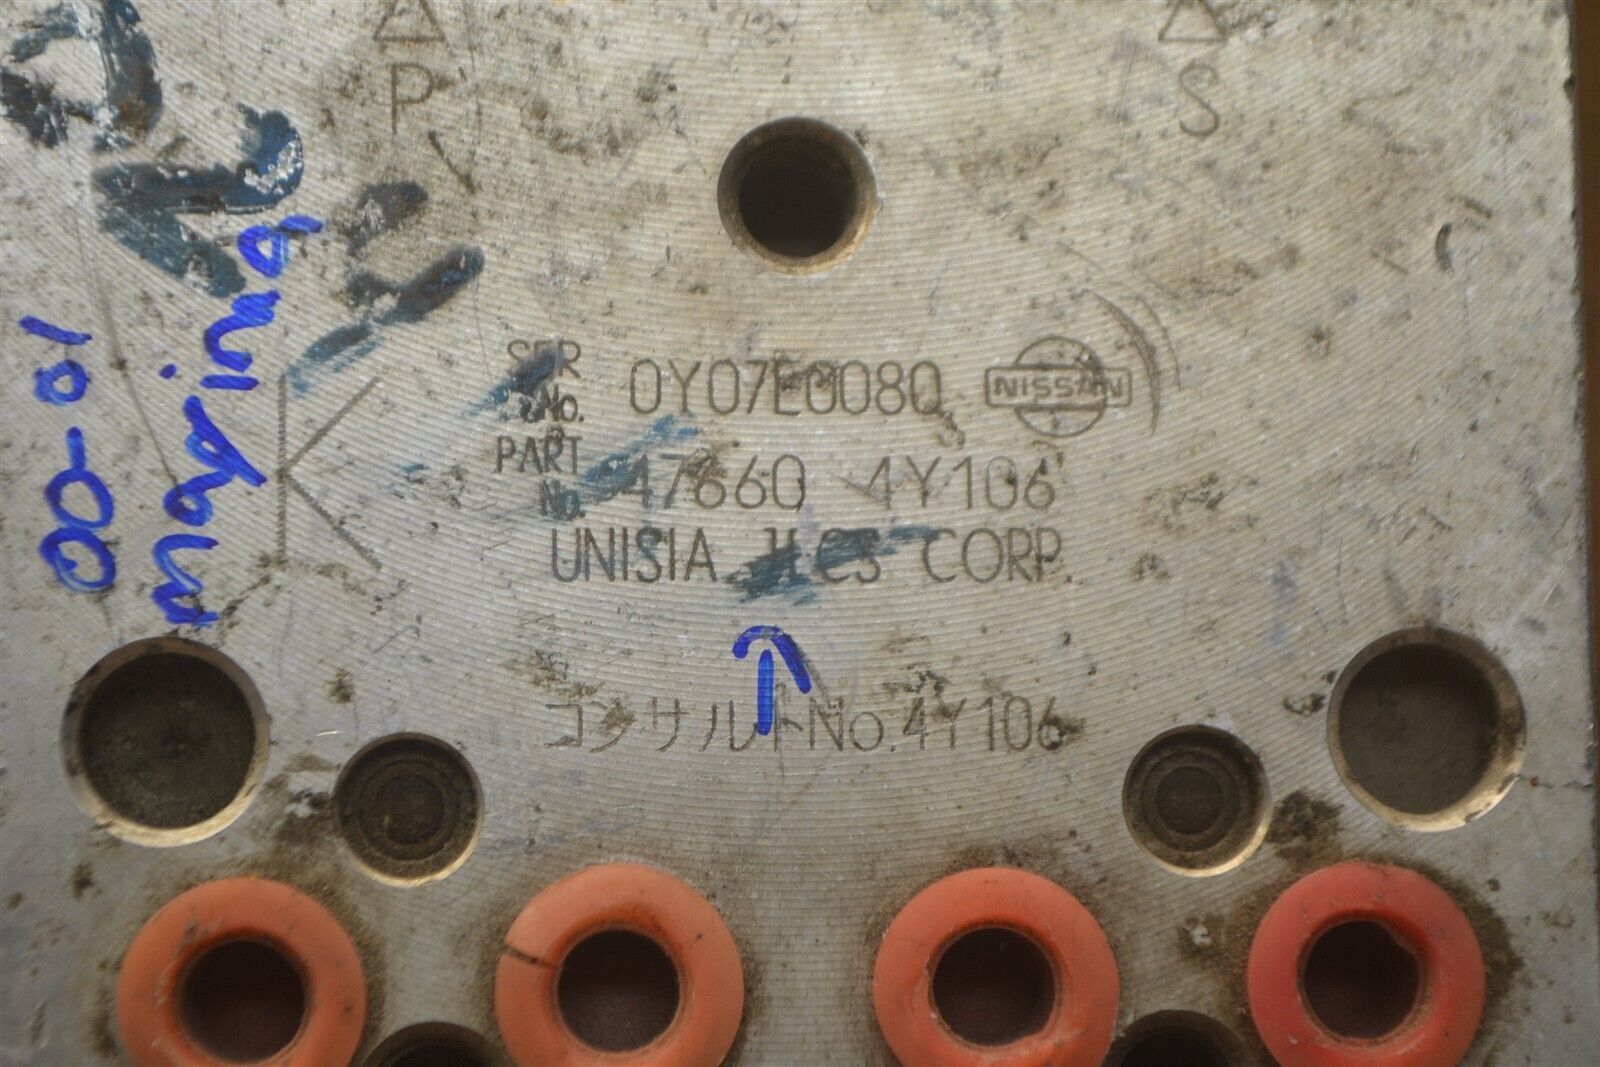 P S
SER No. 0Y07E0080 NISSAN
PART No. 47660 4Y106
UNISIA JECS CORP.
コンサルトNo.4Y106
K
00-01
maxima